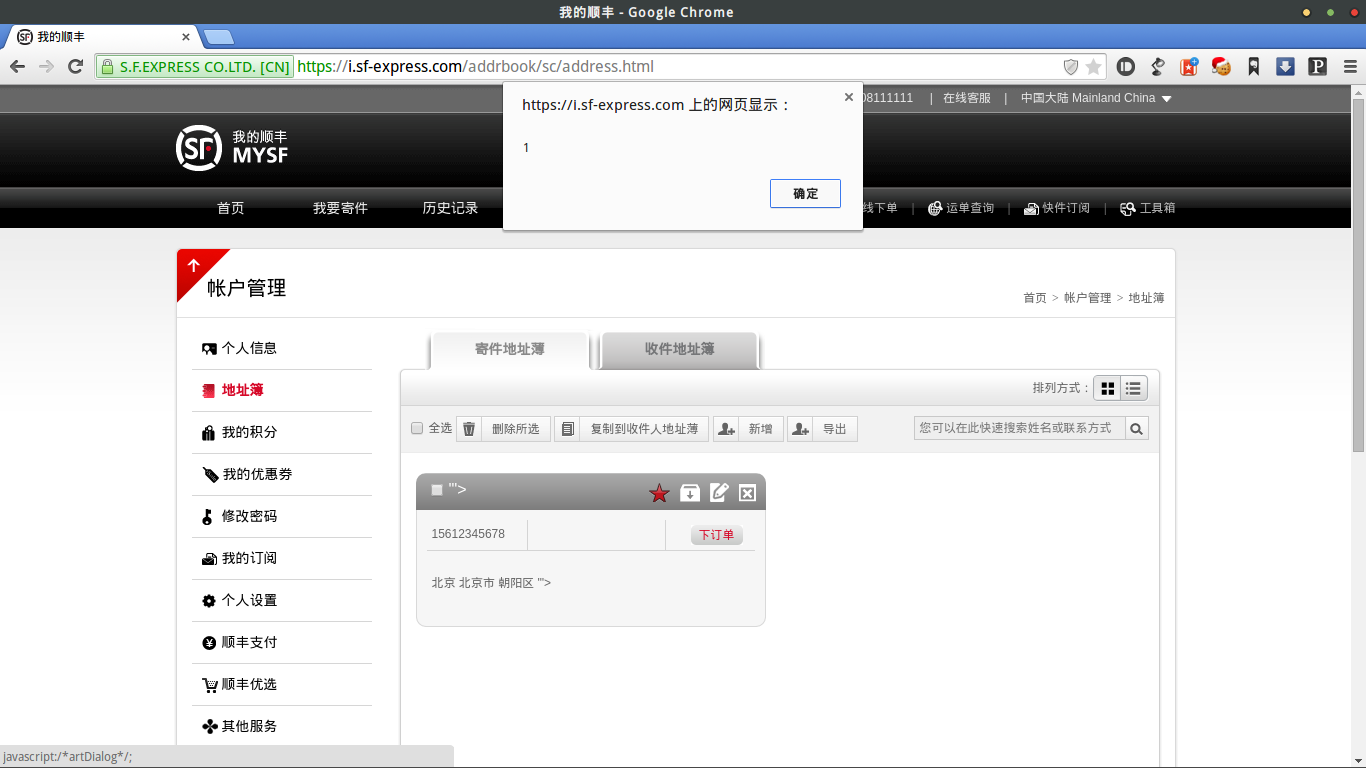 我的顺丰 - Google Chrome
我的顺丰
S.F.EXPRESS CO.LTD. [CN] https://i.sf-express.com/addrbook/sc/address.html
https://i.sf-express.com 上的网页显示：
1
确定
08111111 | 在线客服 | 中国大陆 Mainland China
SF 我的顺丰
MYSF
首页 我要寄件 历史记录 线下单 | 运单查询 | 快件订阅 | 工具箱
帐户管理
首页 > 帐户管理 > 地址簿
个人信息
地址簿
我的积分
我的优惠券
修改密码
我的订阅
个人设置
顺丰支付
顺丰优选
其他服务
寄件地址薄 收件地址簿
排列方式：
全选 删除所选 复制到收件人地址薄 新增 导出 您可以在此快速搜索姓名或联系方式
'">
15612345678 下订单
北京 北京市 朝阳区 '">
javascript:/*artDialog*/;